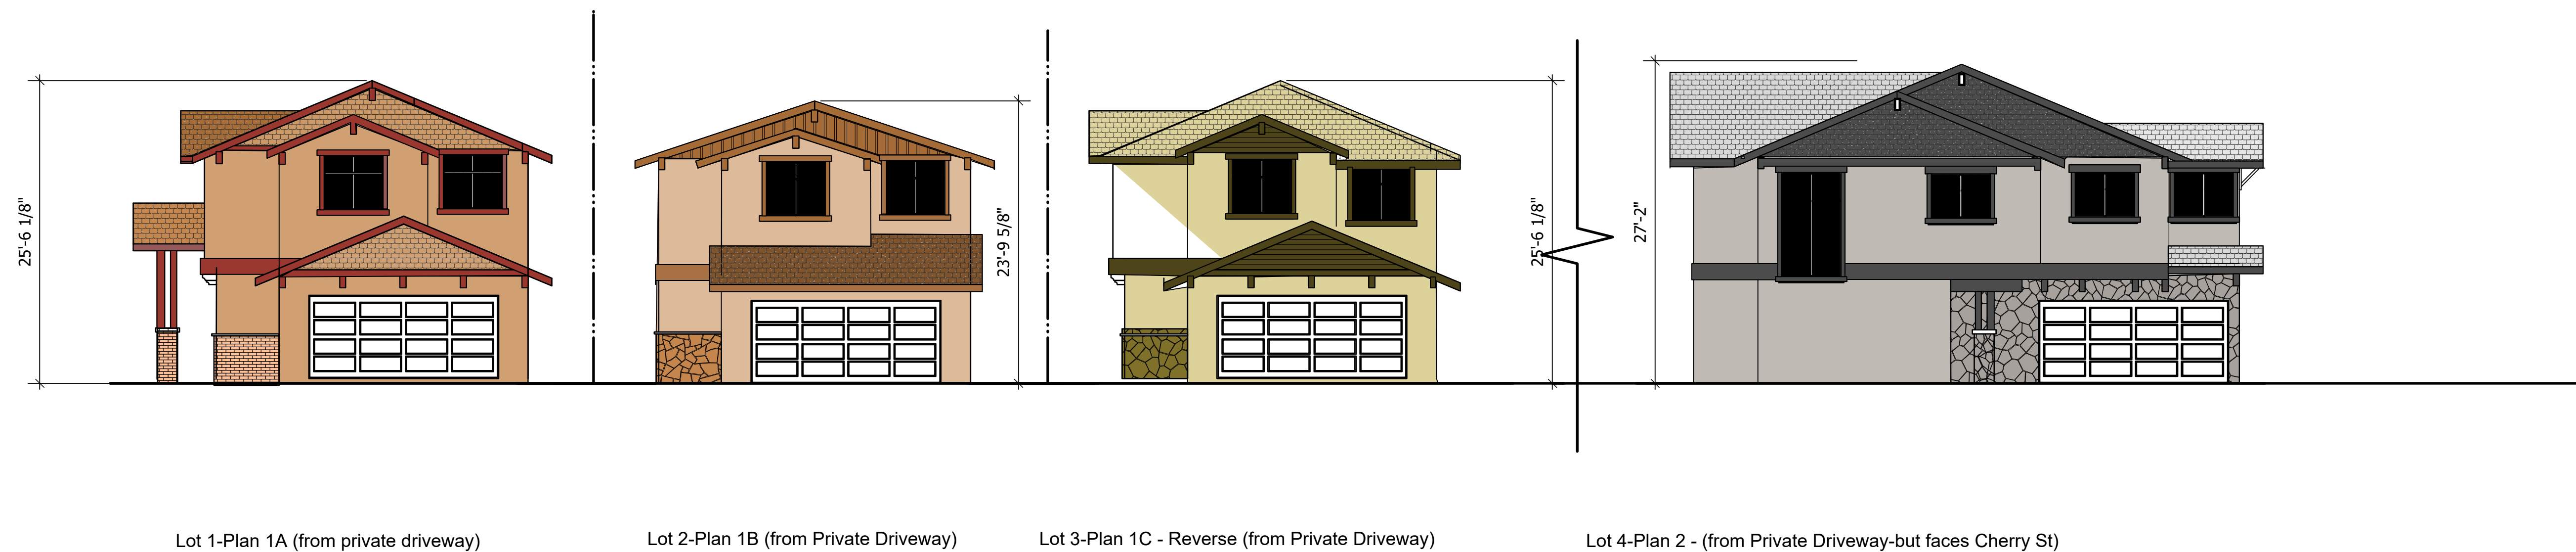 25'-6 1/8"
23'-9 5/8"
25'-6 1/8"
27'-2"
Lot 1-Plan 1A (from private driveway)
Lot 2-Plan 1B (from Private Driveway)
Lot 3-Plan 1C - Reverse (from Private Driveway)
Lot 4-Plan 2 - (from Private Driveway-but faces Cherry St)